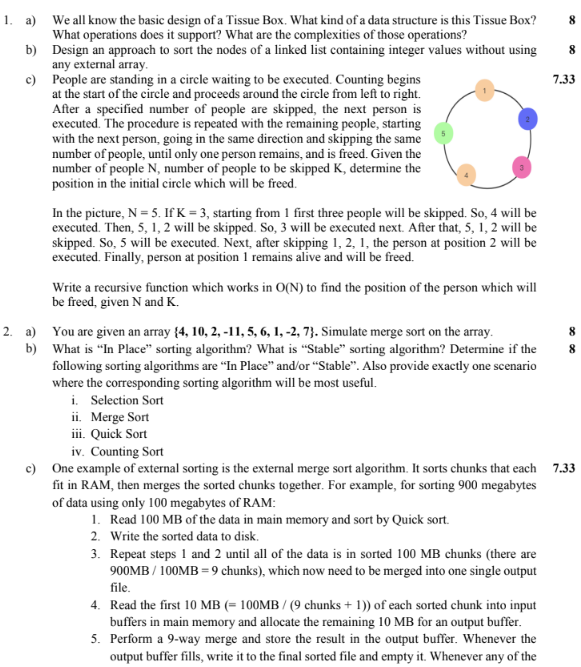 1. a) We all know the basic design of a Tissue Box. What kind of a data structure is this Tissue Box? 8
What operations does it support? What are the complexities of those operations?
b) Design an approach to sort the nodes of a linked list containing integer values without using 8
any external array.
c) People are standing in a circle waiting to be executed. Counting begins 7.33
at the start of the circle and proceeds around the circle from left to right.
After a specified number of people are skipped, the next person is
executed. The procedure is repeated with the remaining people, starting
with the next person, going in the same direction and skipping the same
number of people, until only one person remains, and is freed. Given the
number of people N, number of people to be skipped K, determine the
position in the initial circle which will be freed.
1
2
3
4
5
In the picture, N = 5. If K = 3, starting from 1 first three people will be skipped. So, 4 will be
executed. Then, 5, 1, 2 will be skipped. So, 3 will be executed next. After that, 5, 1, 2 will be
skipped. So, 5 will be executed. Next, after skipping 1, 2, 1, the person at position 2 will be
executed. Finally, person at position 1 remains alive and will be freed.
Write a recursive function which works in O(N) to find the position of the person which will
be freed, given N and K.
2. a) You are given an array {4, 10, 2, -11, 5, 6, 1, -2, 7}. Simulate merge sort on the array. 8
b) What is “In Place” sorting algorithm? What is “Stable” sorting algorithm? Determine if the 8
following sorting algorithms are “In Place” and/or “Stable”. Also provide exactly one scenario
where the corresponding sorting algorithm will be most useful.
i. Selection Sort
ii. Merge Sort
iii. Quick Sort
iv. Counting Sort
c) One example of external sorting is the external merge sort algorithm. It sorts chunks that each 7.33
fit in RAM, then merges the sorted chunks together. For example, for sorting 900 megabytes
of data using only 100 megabytes of RAM:
1. Read 100 MB of the data in main memory and sort by Quick sort.
2. Write the sorted data to disk.
3. Repeat steps 1 and 2 until all of the data is in sorted 100 MB chunks (there are
900MB / 100MB = 9 chunks), which now need to be merged into one single output
file.
4. Read the first 10 MB (= 100MB / (9 chunks + 1)) of each sorted chunk into input
buffers in main memory and allocate the remaining 10 MB for an output buffer.
5. Perform a 9-way merge and store the result in the output buffer. Whenever the
output buffer fills, write it to the final sorted file and empty it. Whenever any of the